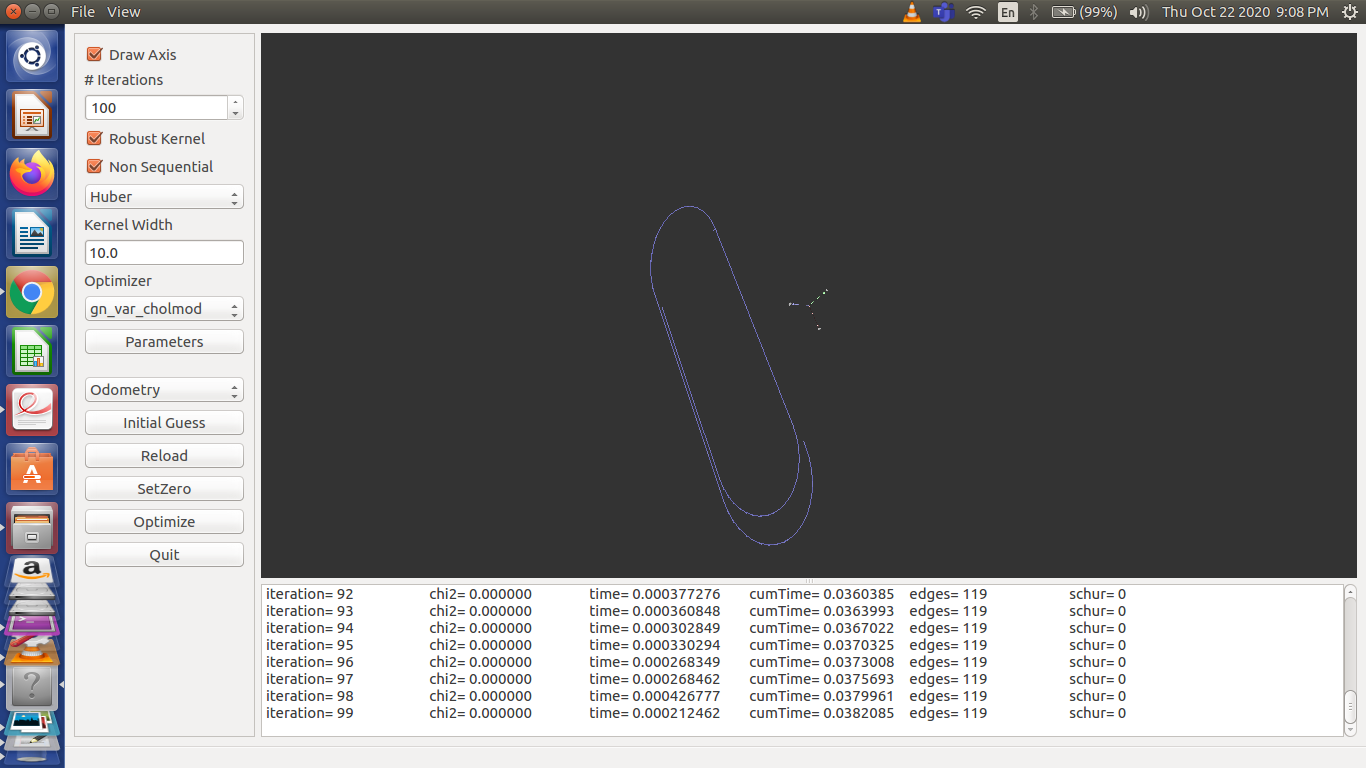 File View
En
(99%)
Thu Oct 22 2020 9:08 PM
Draw Axis
# Iterations
100
Robust Kernel
Non Sequential
Huber
Kernel Width
10.0
Optimizer
gn_var_cholmod
Parameters
Odometry
Initial Guess
Reload
SetZero
Optimize
Quit
iteration= 92 chi2= 0.000000 time= 0.000377276 cumTime= 0.0360385 edges= 119 schur= 0
iteration= 93 chi2= 0.000000 time= 0.000360848 cumTime= 0.0363993 edges= 119 schur= 0
iteration= 94 chi2= 0.000000 time= 0.000302849 cumTime= 0.0367022 edges= 119 schur= 0
iteration= 95 chi2= 0.000000 time= 0.000330294 cumTime= 0.0370325 edges= 119 schur= 0
iteration= 96 chi2= 0.000000 time= 0.000268349 cumTime= 0.0373008 edges= 119 schur= 0
iteration= 97 chi2= 0.000000 time= 0.000268462 cumTime= 0.0375693 edges= 119 schur= 0
iteration= 98 chi2= 0.000000 time= 0.000426777 cumTime= 0.0379961 edges= 119 schur= 0
iteration= 99 chi2= 0.000000 time= 0.000212462 cumTime= 0.0382085 edges= 119 schur= 0